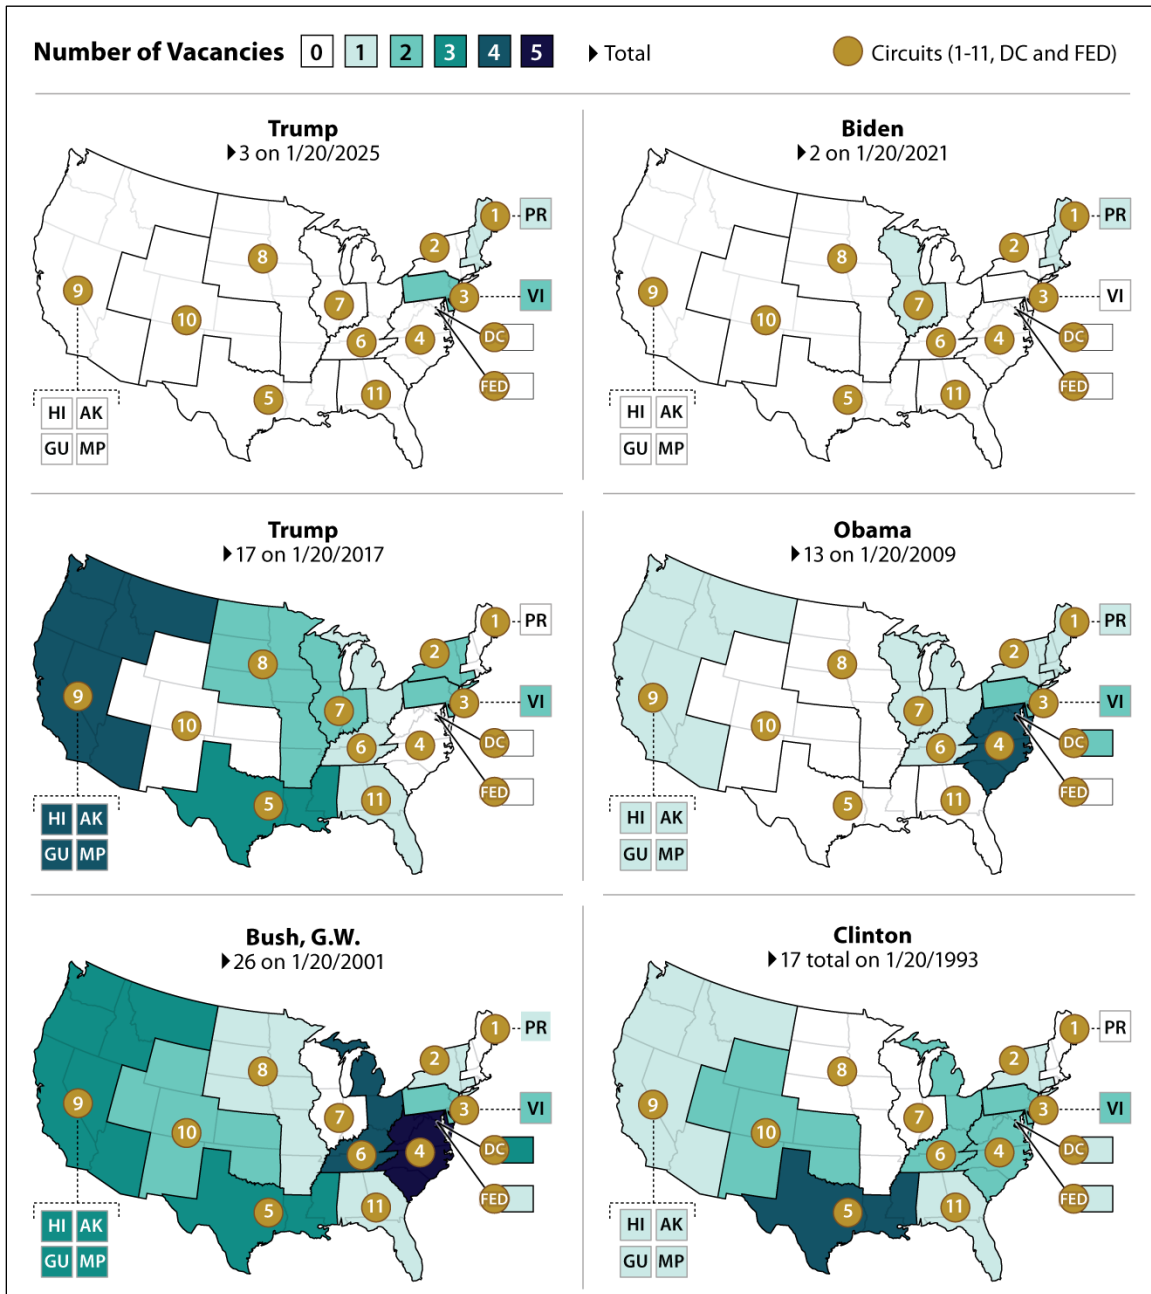 Number of Vacancies 0 1 2 3 4 5 Total Circuits (1-11, DC and FED)
Trump
3 on 1/20/2025
1 PR
2
8
9
3 VI
7
10
DC
6
4
FED
5
11
HI AK
GU MP
Biden
2 on 1/20/2021
1 PR
2
8
9
3 VI
7
10
DC
6
4
FED
5
11
HI AK
GU MP
Trump
17 on 1/20/2017
1 PR
2
8
9
3 VI
7
10
DC
6
4
FED
5
11
HI AK
GU MP
Obama
13 on 1/20/2009
1 PR
2
8
9
3 VI
7
10
DC
6
4
FED
5
11
HI AK
GU MP
Bush, G.W.
26 on 1/20/2001
1 PR
2
8
9
3 VI
7
10
DC
6
4
FED
5
11
HI AK
GU MP
Clinton
17 total on 1/20/1993
1 PR
2
8
9
3 VI
7
10
DC
6
4
FED
5
11
HI AK
GU MP